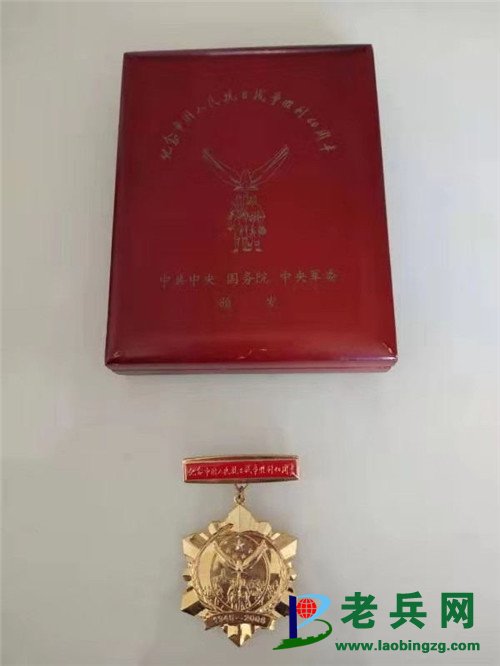 纪念中国人民抗日战争胜利60周年
中共中央 国务院 中央军委
颁发
纪念中国人民抗日战争胜利60周年
1945-2005
老兵网
www.laobingzg.com